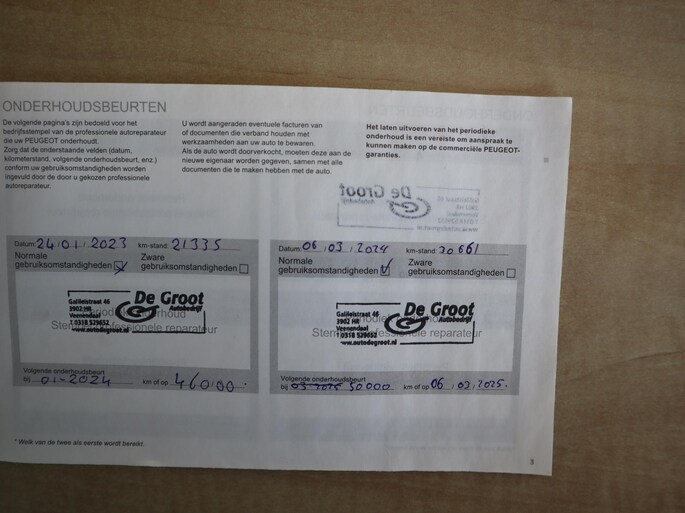 ONDERHOUDSBEURTEN
De volgende pagina's zijn bedoeld voor het
bedrijfsstempel van de professionele autoreparateur
die uw PEUGEOT onderhoudt.
Zorg dat de onderstaande velden (datum,
kilometerstand, volgende onderhoudsbeurt, enz.)
conform uw gebruiksomstandigheden worden
ingevuld door de door u gekozen professionele
autoreparateur.
U wordt aangeraden eventuele facturen van
of documenten die verband houden met
werkzaamheden aan uw auto te bewaren.
Als de auto wordt doorverkocht, moeten deze aan de
nieuwe eigenaar worden gegeven, samen met alle
documenten die te maken hebben met de auto.
Het laten uitvoeren van het periodieke
onderhoud is een vereiste om aanspraak te
kunnen maken op de commerciële PEUGEOT-
garanties.
Datum: 24.01.2023 km-stand: 21335
Normale gebruiksomstandigheden
Zware gebruiksomstandigheden
De Groot
Autobedrijf
Galileistraat 46
3902 HR
Veenendaal
T 0318 529652
www.autodegroot.nl
Volgende onderhoudsbeurt
bij 01-2024 km of op 46000
Datum: 06.03.2024 km-stand: 30661
Normale gebruiksomstandigheden
Zware gebruiksomstandigheden
De Groot
Autobedrijf
Galileistraat 46
3902 HR
Veenendaal
T 0318 529652
www.autodegroot.nl
Stempel professionele reparateur
Volgende onderhoudsbeurt
bij 50000 km of op 06.03.2025.
* Welk van de twee als eerste wordt bereikt.
5